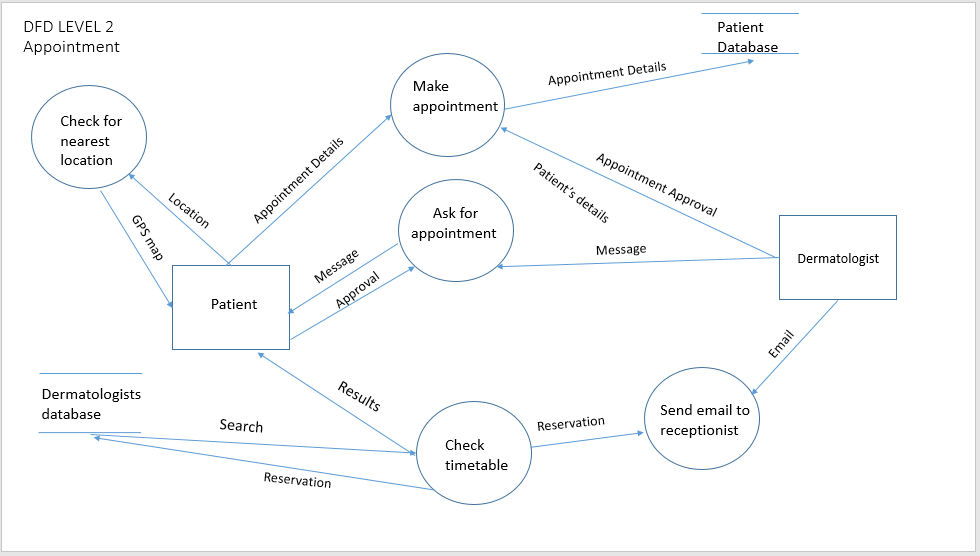 DFD LEVEL 2
Appointment
Patient
Database
Make
appointment
Appointment Details
Check for
nearest
location
Appointment Details
Location
GPS map
Appointment Approval
Patient's details
Ask for
appointment
Message
Approval
Message
Dermatologist
Patient
Email
Dermatologists
database
Results
Search
Reservation
Check
timetable
Reservation
Send email to
receptionist